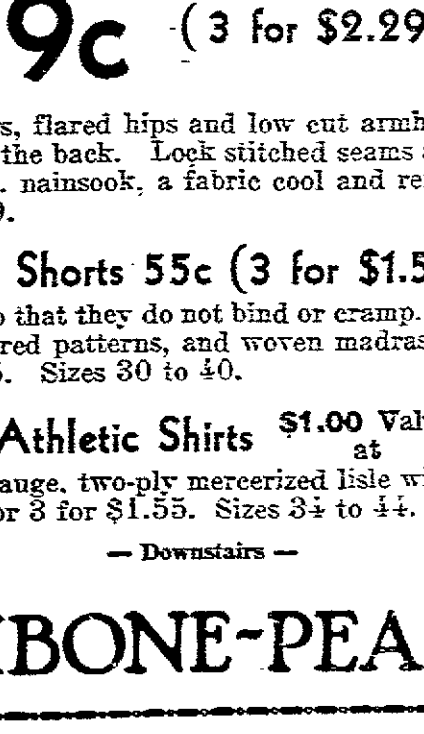 9c (3 for $2.29
s, flared hips and low cut armh
the back. Lock stitched seams
. nainsook, a fabric cool and re
9.
Shorts 55c (3 for $1.5
o that they do not bind or cramp.
red patterns, and woven madras
5. Sizes 30 to 40.
Athletic Shirts $1.00 Val
at
auge, two-ply mercerized lisle w
or 3 for $1.55. Sizes 34 to 44.
— Downstairs —
BONE-PEA